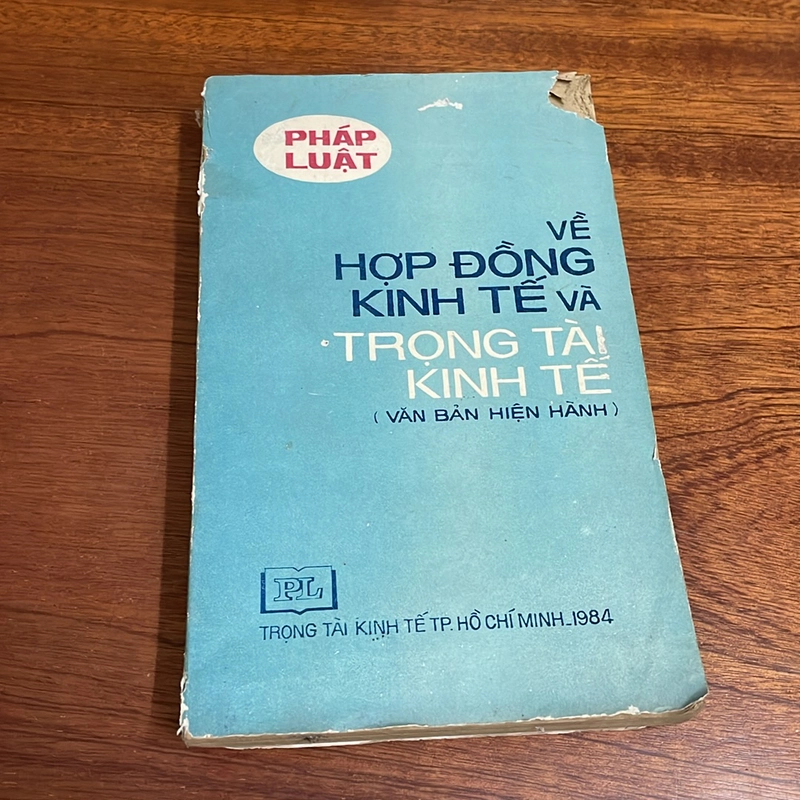 PHÁP
LUẬT
VỀ
HỢP ĐỒNG
KINH TẾ VÀ
TRỌNG TÀI
KINH TẾ
( VĂN BẢN HIỆN HÀNH )
PL
TRỌNG TÀI KINH TẾ TP. HỒ CHÍ MINH_1984